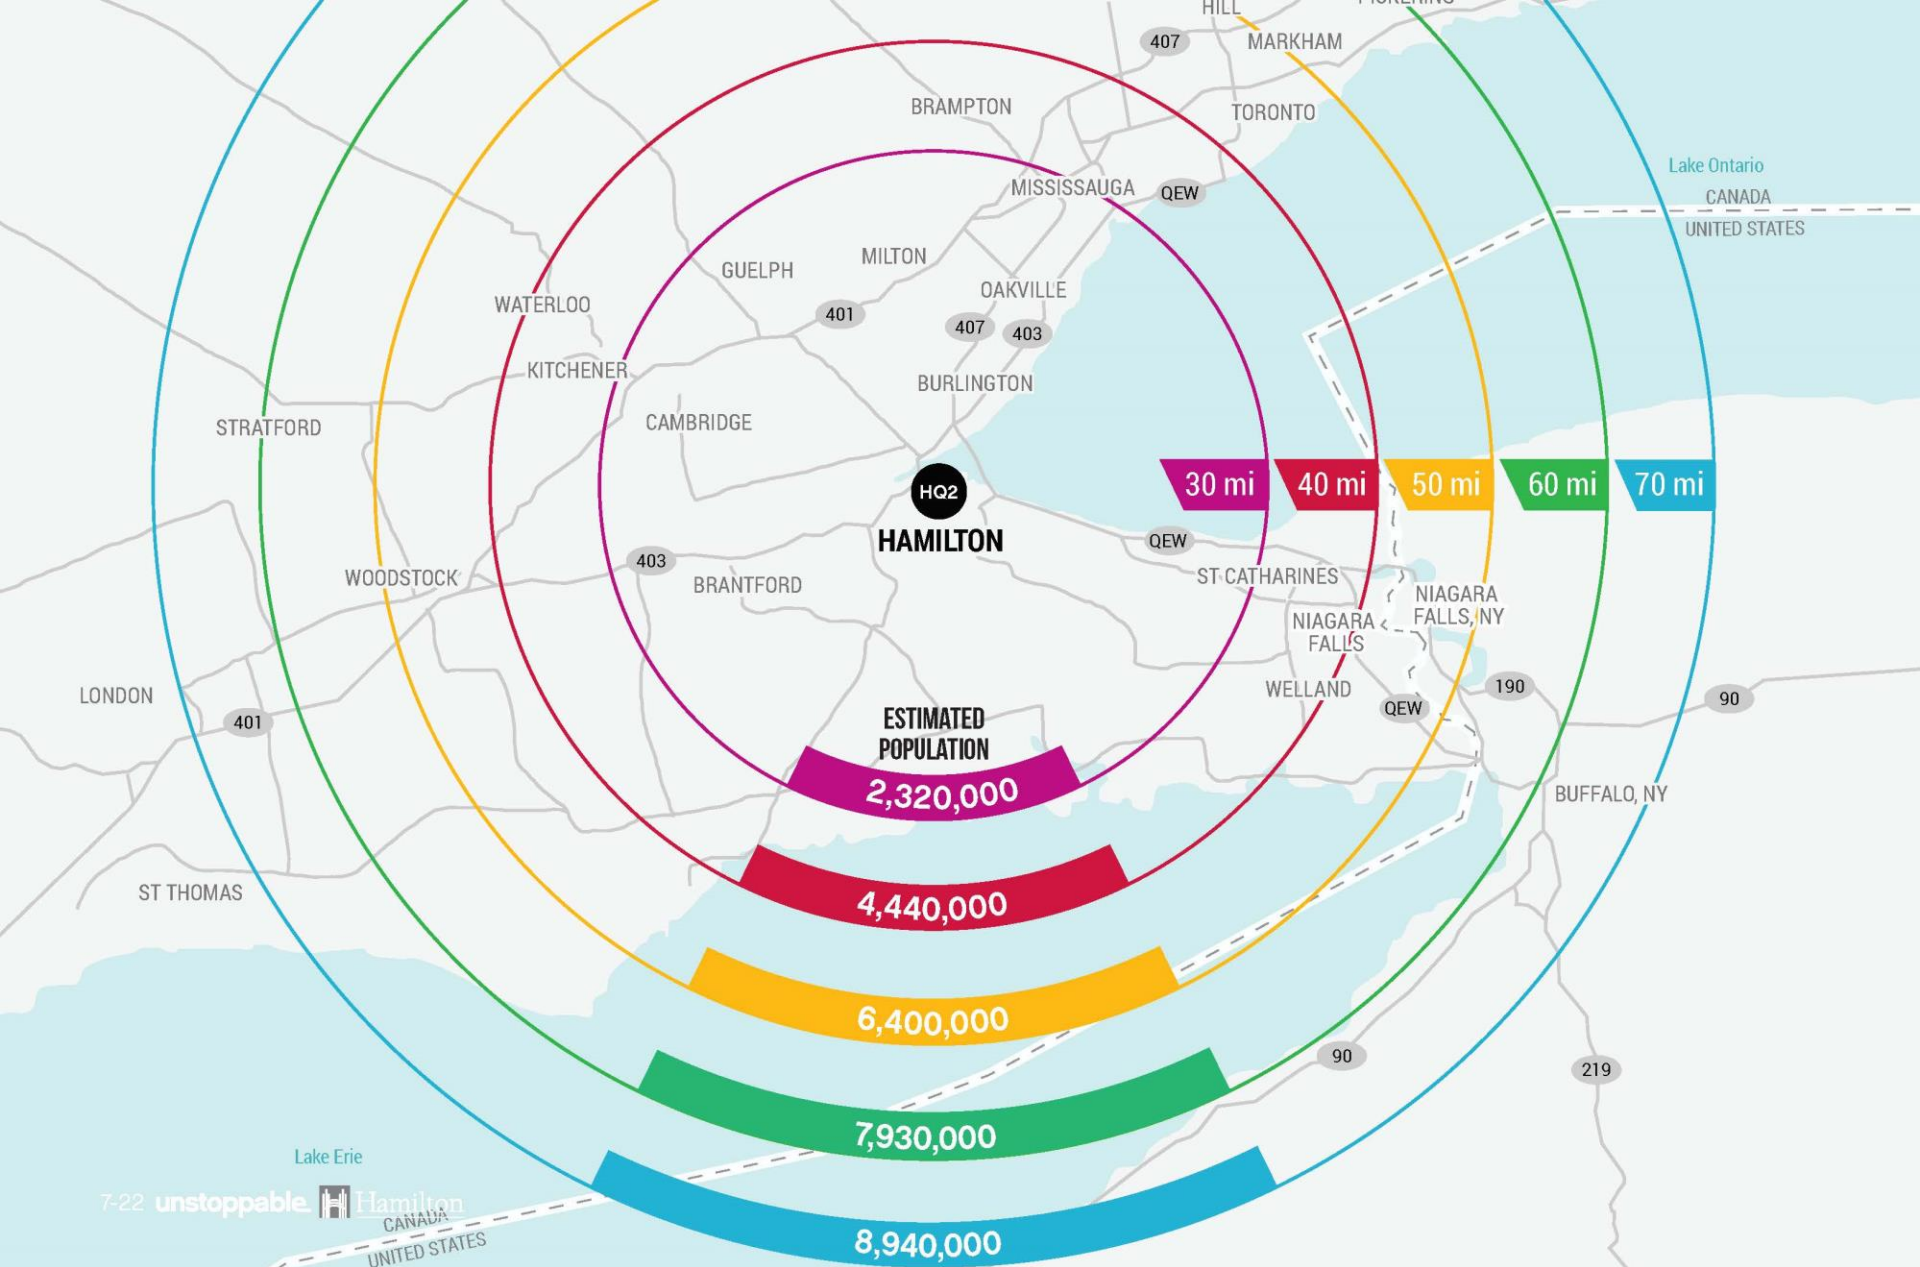 HILL
407
MARKHAM
BRAMPTON
TORONTO
Lake Ontario
MISSISSAUGA
QEW
CANADA
UNITED STATES
GUELPH
MILTON
OAKVILLE
WATERLOO
401
407
403
KITCHENER
BURLINGTON
STRATFORD
CAMBRIDGE
HQ2
30 mi
40 mi
50 mi
60 mi
70 mi
HAMILTON
QEW
403
WOODSTOCK
BRANTFORD
ST CATHARINES
NIAGARA
FALLS, NY
NIAGARA
FALLS
LONDON
WELLAND
190
90
QEW
401
ESTIMATED
POPULATION
2,320,000
BUFFALO, NY
ST THOMAS
4,440,000
6,400,000
90
219
7,930,000
Lake Erie
7-22 unstoppable. Hamilton
CANADA
UNITED STATES
8,940,000